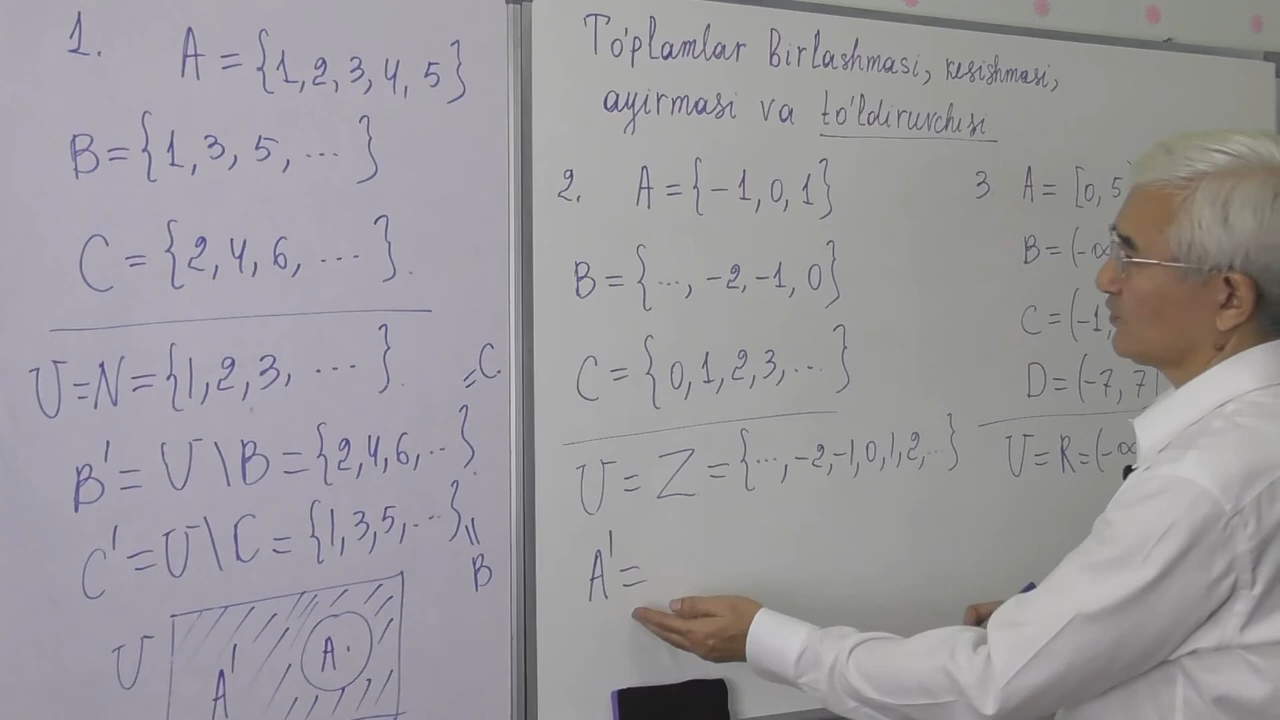 1.
A = {1, 2, 3, 4, 5}
B = {1, 3, 5, ... }
C = {2, 4, 6, ... }.
U = N = {1, 2, 3, ... }.
= C
B' = U \ B = {2, 4, 6, ..}
C' = U \ C = {1, 3, 5, ...}
=
B
U
A'
A.
To'plamlar Birlashmasi, kesishmasi,
ayirmasi va to'ldiruvchisi
2.
A = {-1, 0, 1}
B = {..., -2, -1, 0}
C = {0, 1, 2, 3, ...}
U = Z = {..., -2, -1, 0, 1, 2, ..}
A' =
3
A = [0, 5
B = (-∞
C = (-1,
D = (-7, 7)
U = R = (-∞